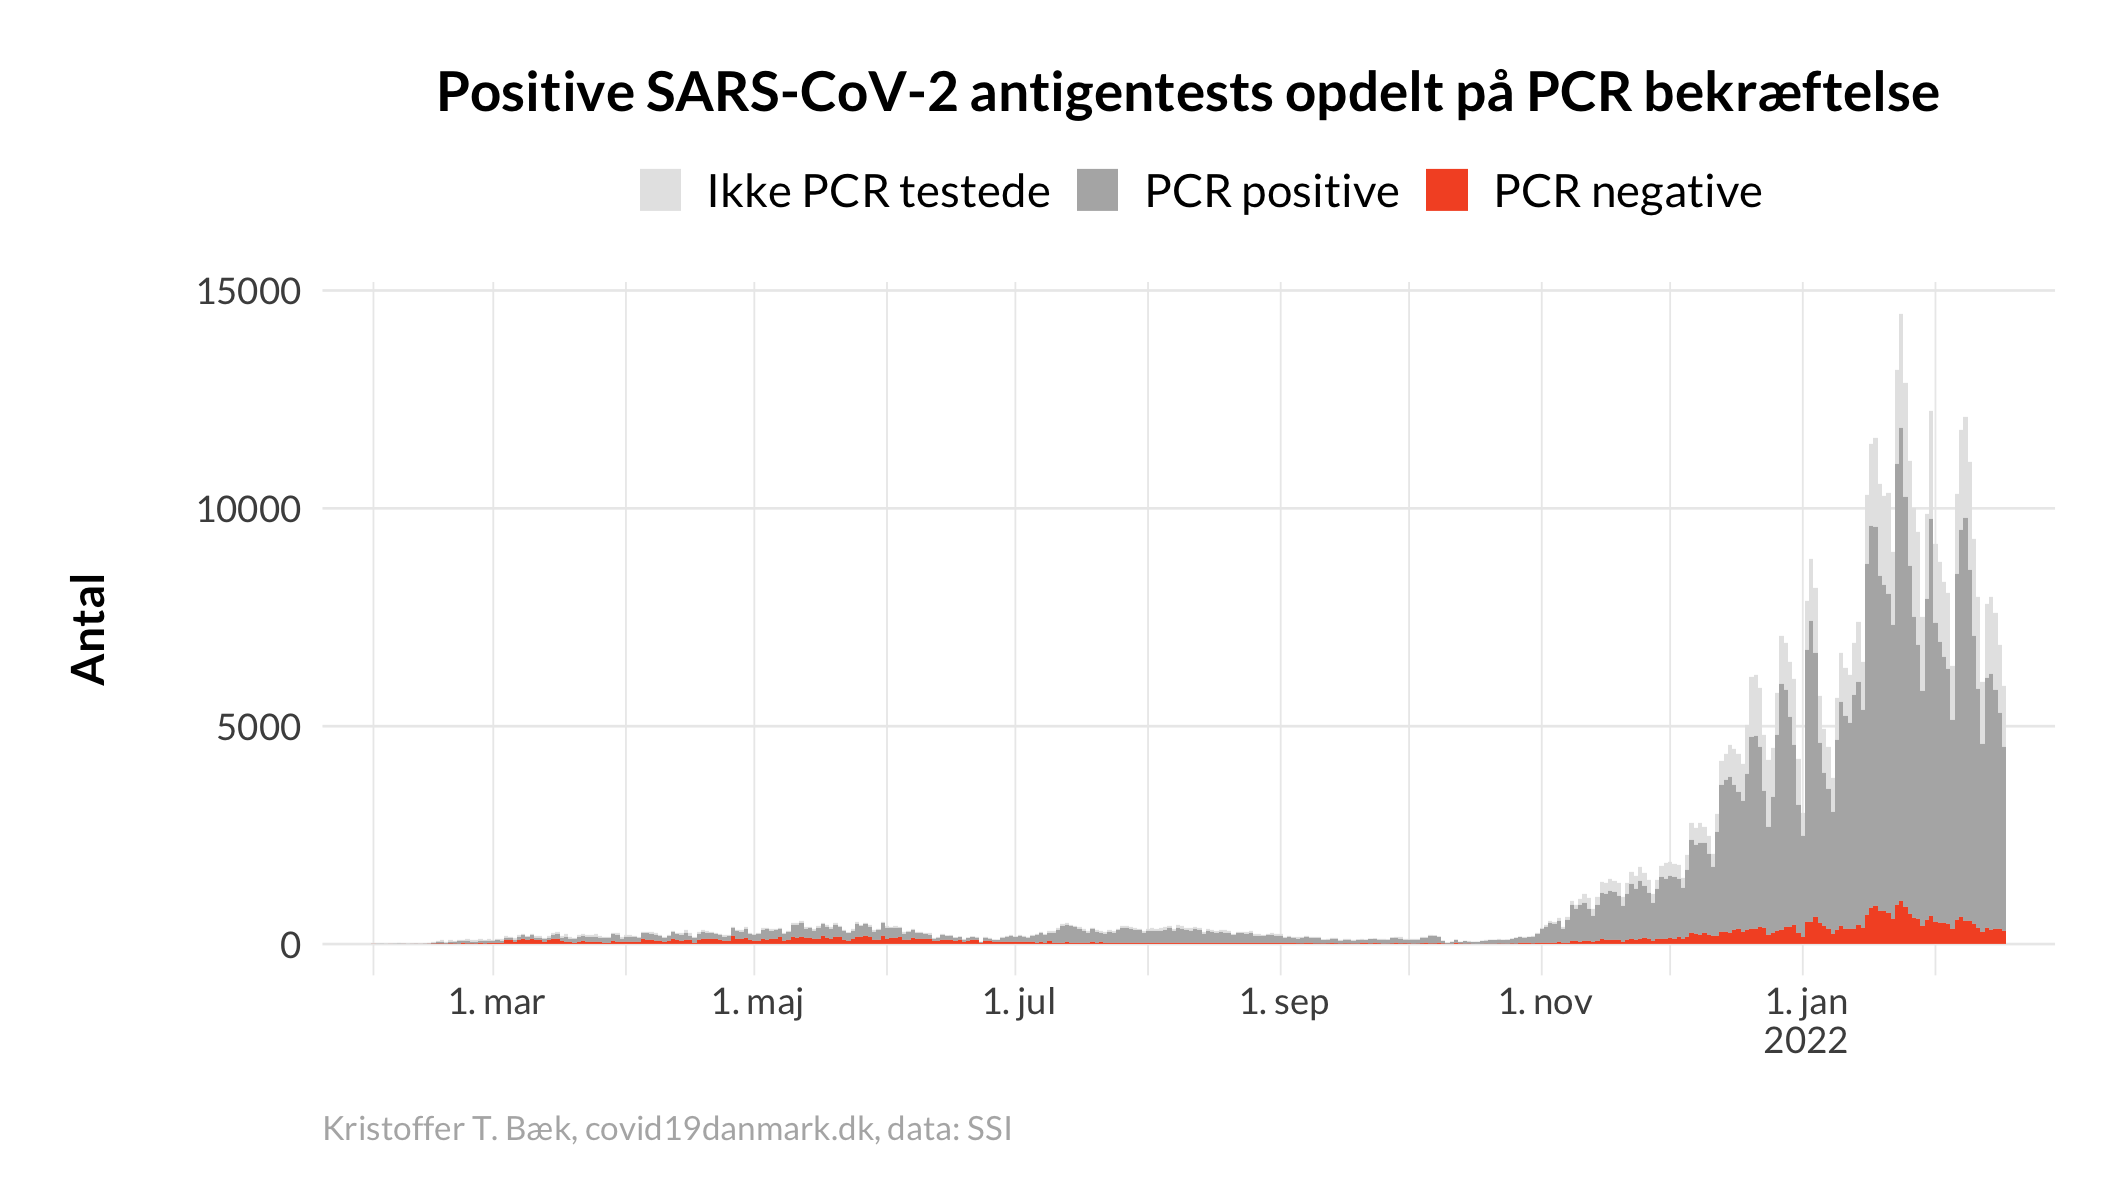 Positive SARS-CoV-2 antigentests opdelt på PCR bekræftelse
Ikke PCR testede PCR positive PCR negative
15000
10000
5000
0
Antal
1. mar 1. maj 1. jul 1. sep 1. nov 1. jan
2022
Kristoffer T. Bæk, covid19danmark.dk, data: SSI